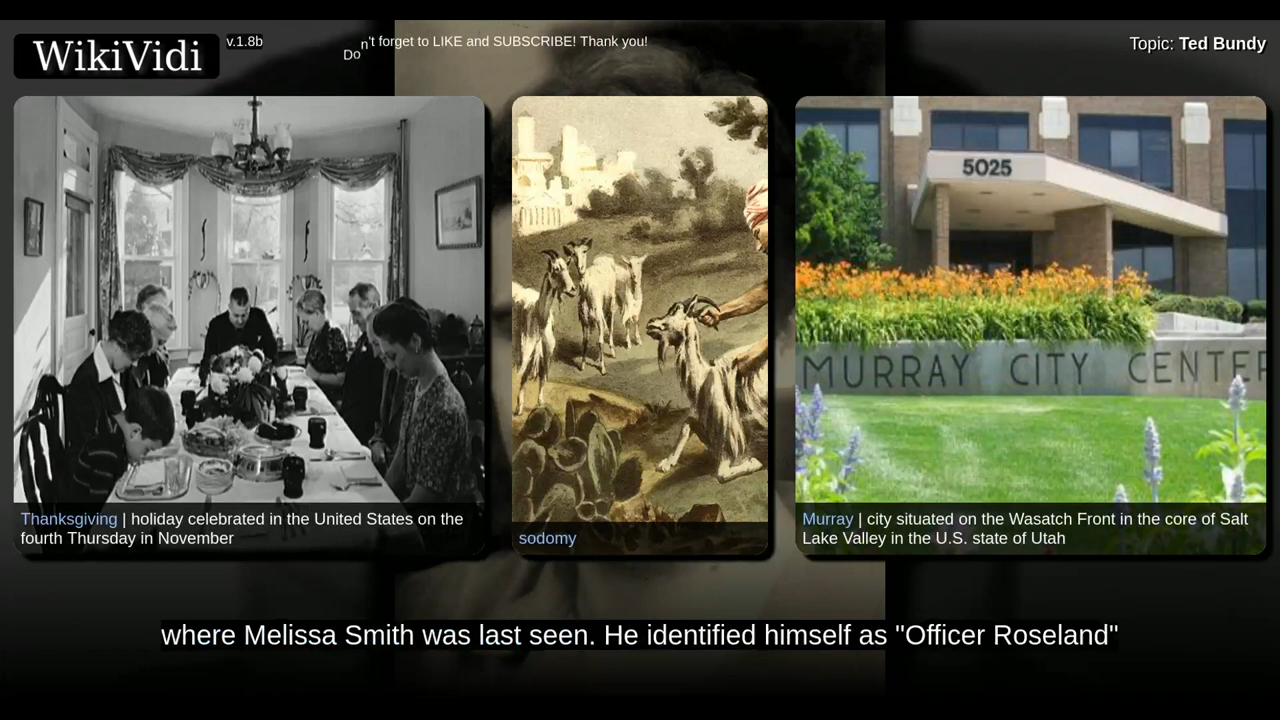 WikiVidi
v.1.8b
Don't forget to LIKE and SUBSCRIBE! Thank you!
Topic: Ted Bundy
5025
MURRAY CITY CENTER
Thanksgiving | holiday celebrated in the United States on the
fourth Thursday in November
sodomy
Murray | city situated on the Wasatch Front in the core of Salt
Lake Valley in the U.S. state of Utah
where Melissa Smith was last seen. He identified himself as "Officer Roseland"